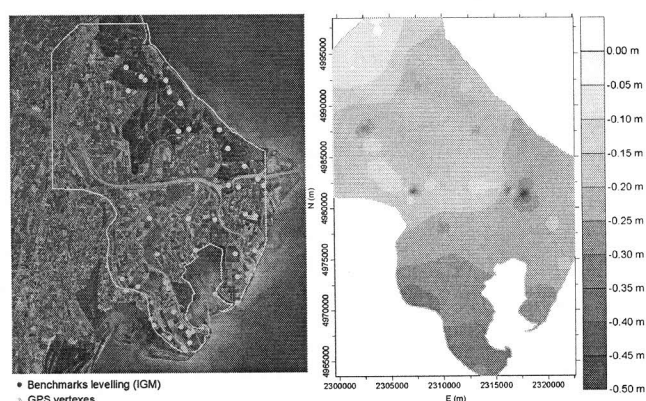 • Benchmarks levelling (IGM)
GPS vertexes
N (m)
4995000
4990000
4985000
4980000
4975000
4970000
4965000
2300000
2305000
2310000
2315000
2320000
E (m)
0.00 m
-0.05 m
-0.10 m
-0.15 m
-0.20 m
-0.25 m
-0.30 m
-0.35 m
-0.40 m
-0.45 m
-0.50 m